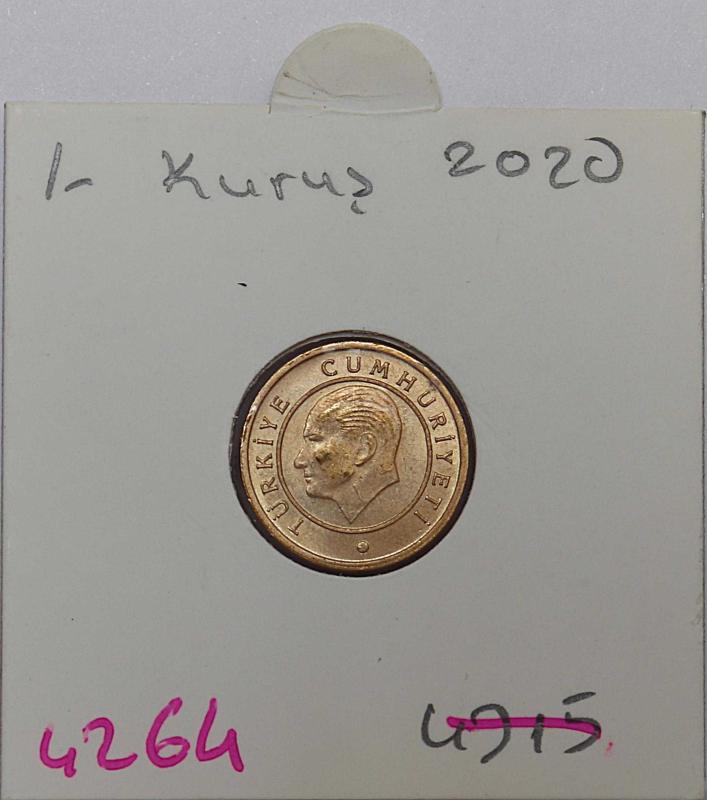 1- Kuruş 2020
TÜRKİYE CUMHURİYETİ
4264
4915